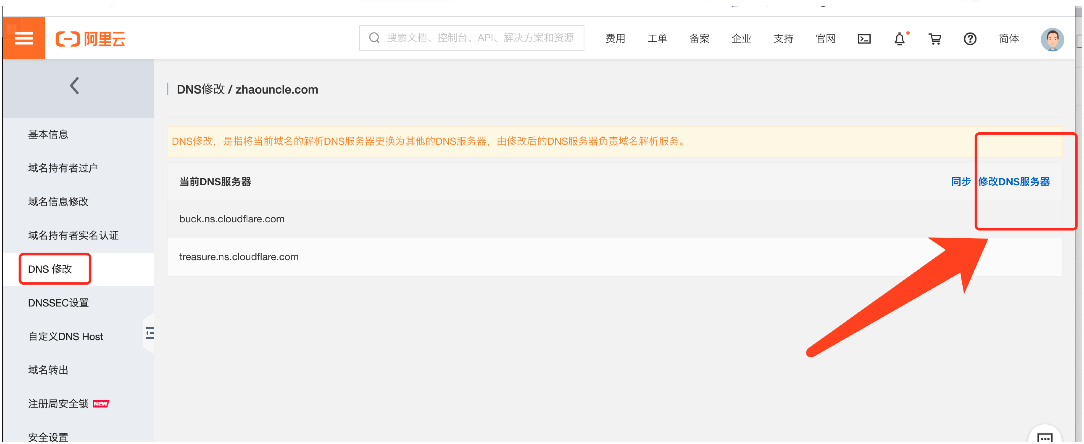 阿里云
搜索文档、控制台、API、解决方案和资源
费用 工单 备案 企业 支持 官网 简体
DNS修改 / zhaouncle.com
基本信息
域名持有者过户
域名信息修改
域名持有者实名认证
DNS 修改
DNSSEC设置
自定义DNS Host
域名转出
注册局安全锁 NEW
安全设置
DNS修改，是指将当前域名的解析DNS服务器更换为其他的DNS服务器，由修改后的DNS服务器负责域名解析服务。
当前DNS服务器 同步 修改DNS服务器
buck.ns.cloudflare.com
treasure.ns.cloudflare.com